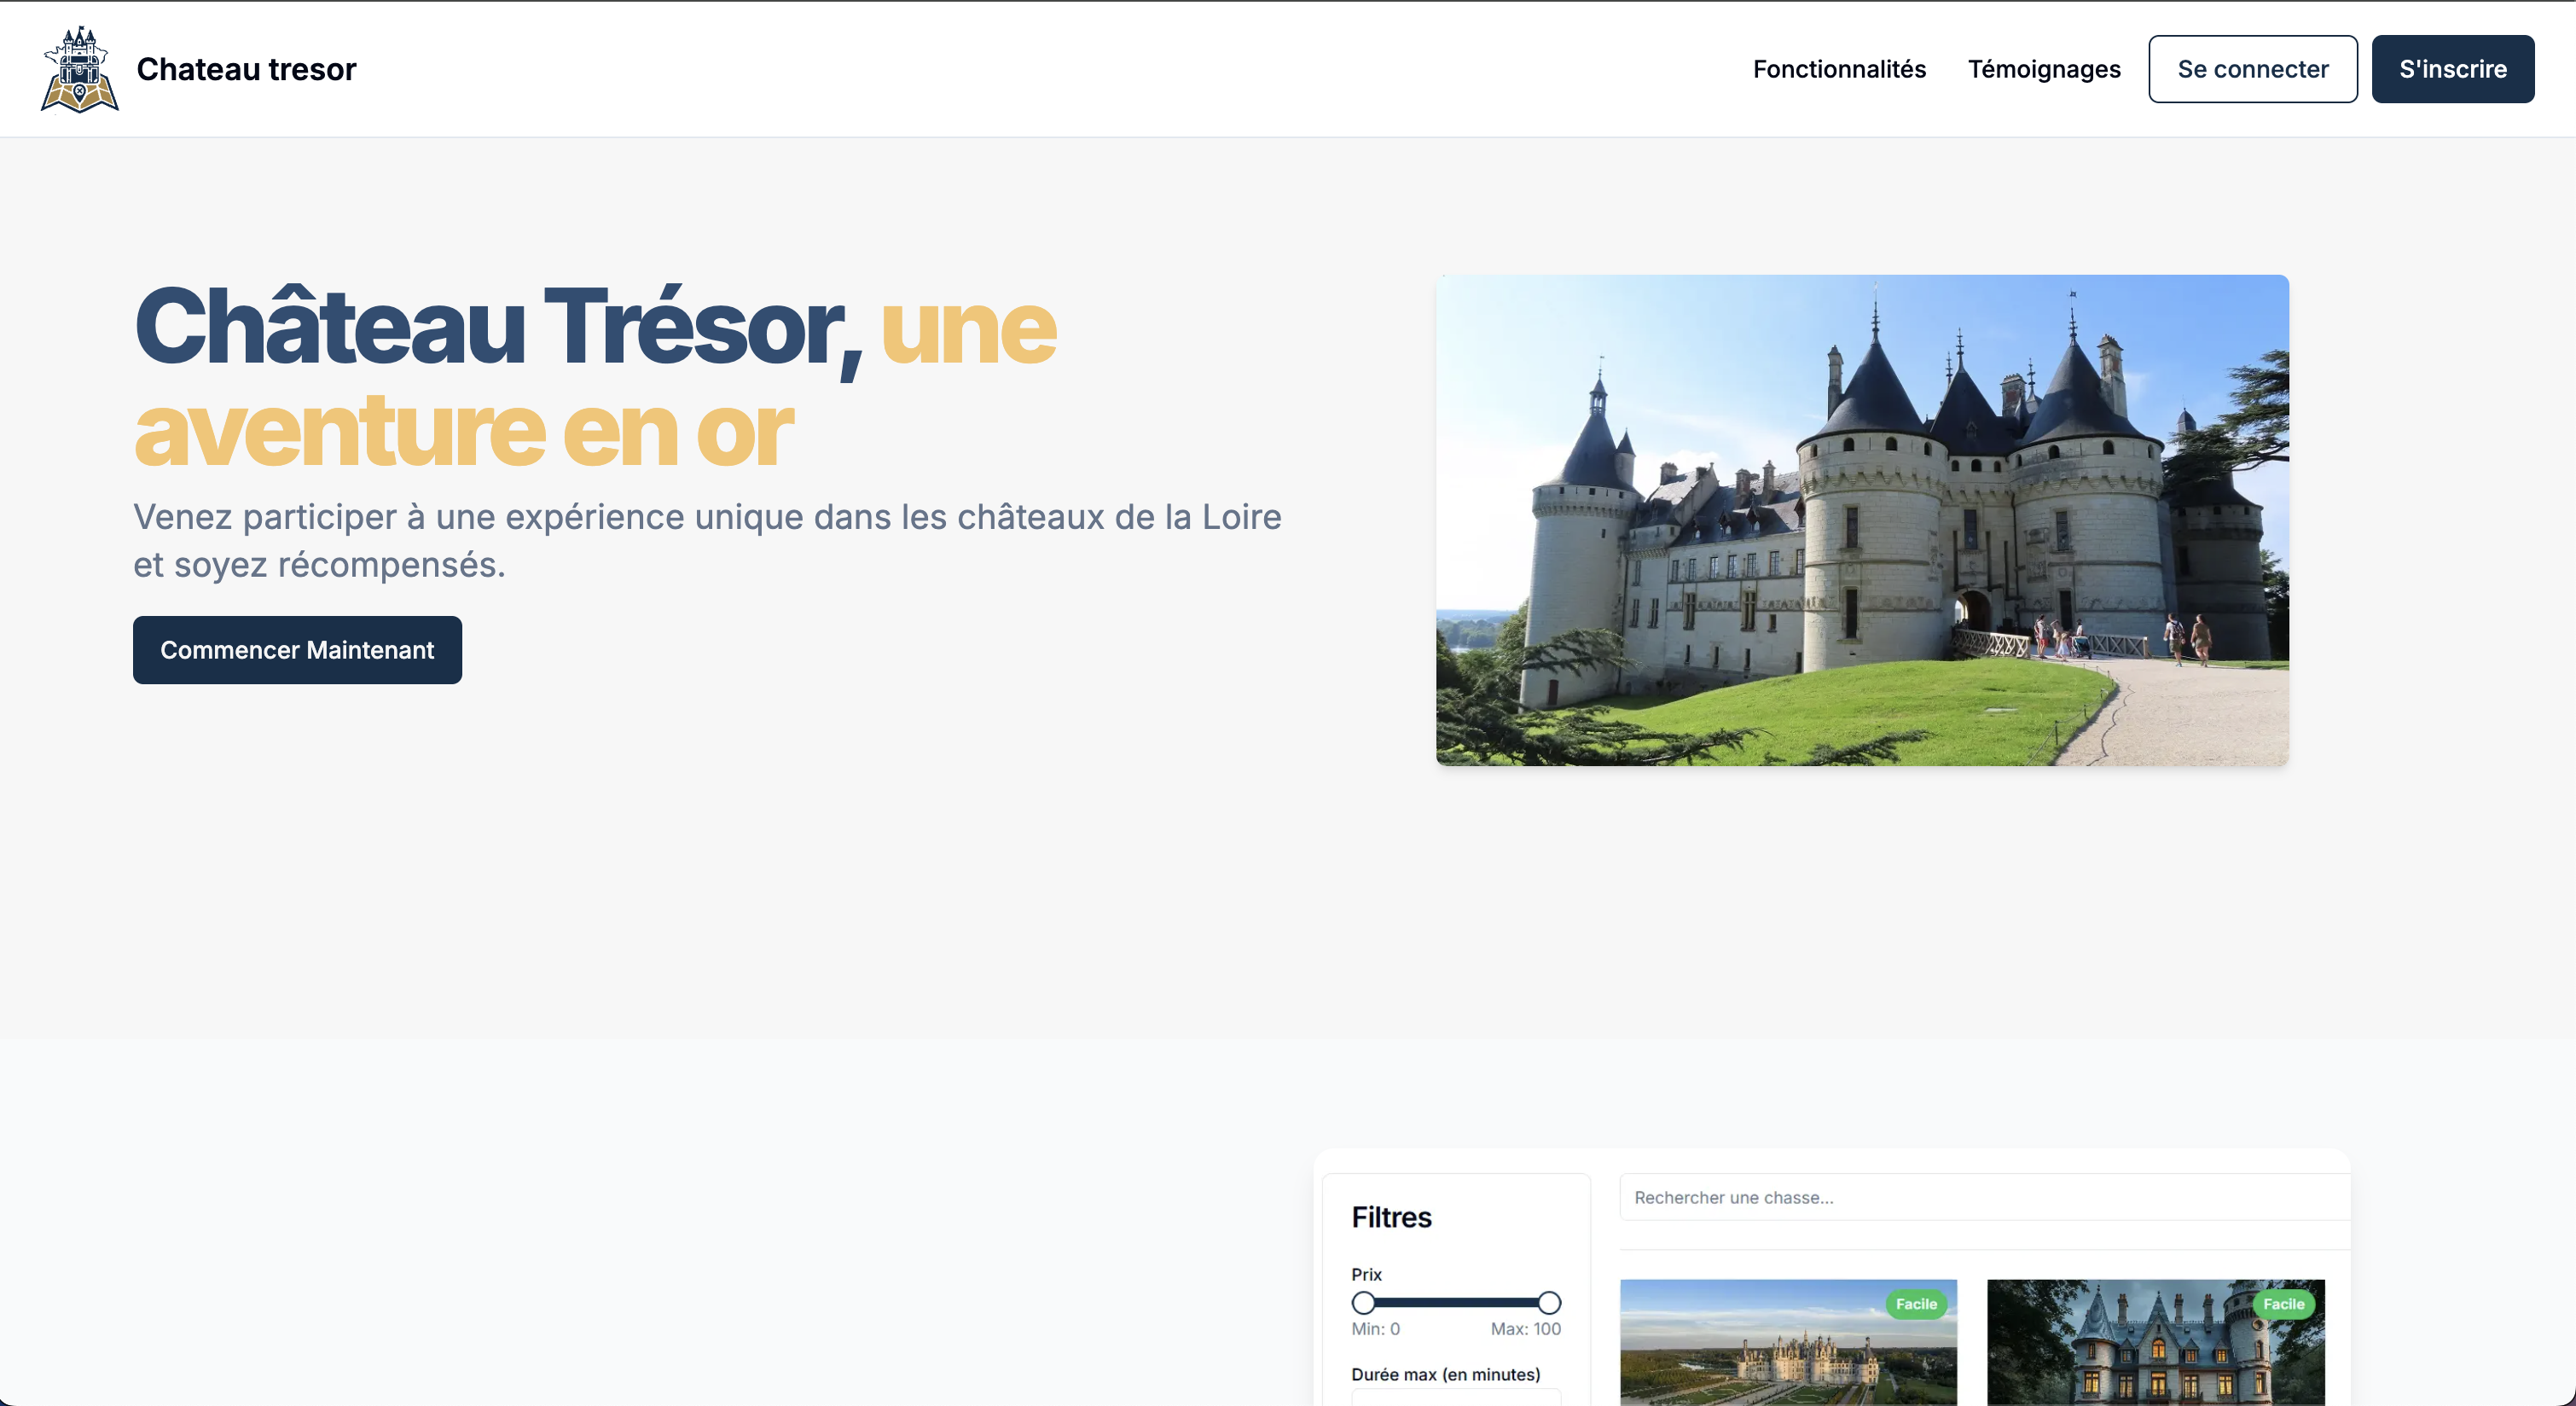 Chateau tresor
Fonctionnalités
Témoignages
Se connecter
S'inscrire
Château Trésor, une
aventure en or
Venez participer à une expérience unique dans les châteaux de la Loire
et soyez récompensés.
Commencer Maintenant
Filtres
Prix
Min: 0
Max: 100
Durée max (en minutes)
Rechercher une chasse...
Facile
Facile